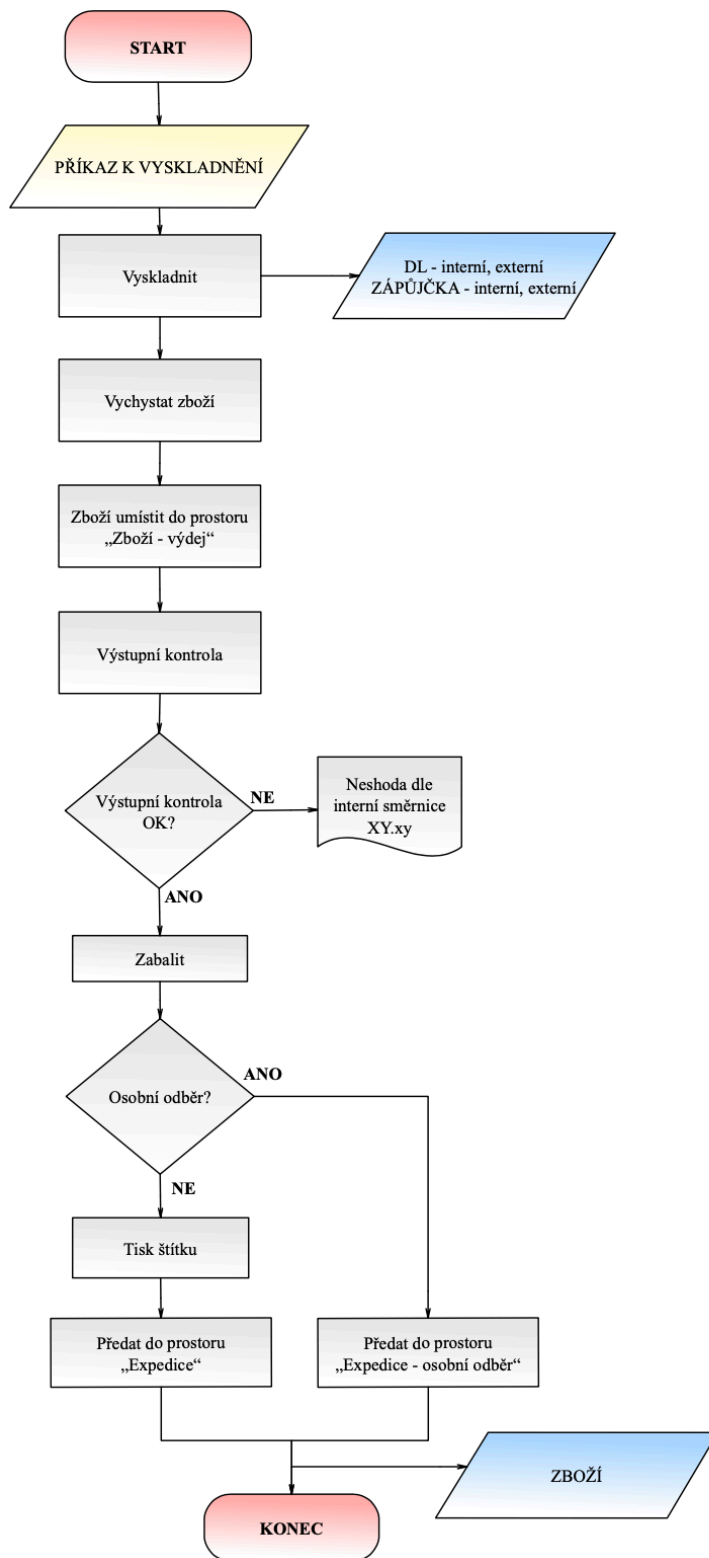 START
PŘÍKAZ K VYSKLADNĚNÍ
Vyskladnit
DL - interní, externí
ZÁPŮJČKA - interní, externí
Vychystat zboží
Zboží umístit do prostoru
„Zboží - výdej“
Výstupní kontrola
Výstupní kontrola
OK?
NE
Neshoda dle
interní směrnice
XY.xy
ANO
Zabalit
Osobní odběr?
ANO
NE
Tisk štítku
Předat do prostoru
„Expedice“
Předat do prostoru
„Expedice - osobní odběr“
ZBOŽÍ
KONEC